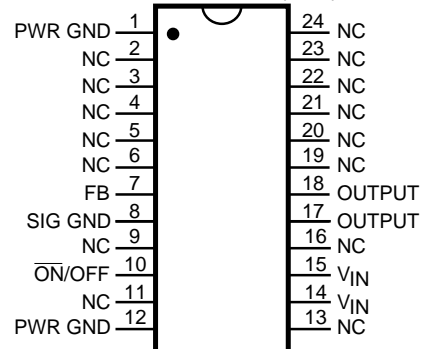 PWR GND 1 24 NC
NC 2 23 NC
NC 3 22 NC
NC 4 21 NC
NC 5 20 NC
NC 6 19 NC
FB 7 18 OUTPUT
SIG GND 8 17 OUTPUT
NC 9 16 NC
O̅N̅/OFF 10 15 VIN
NC 11 14 VIN
PWR GND 12 13 NC